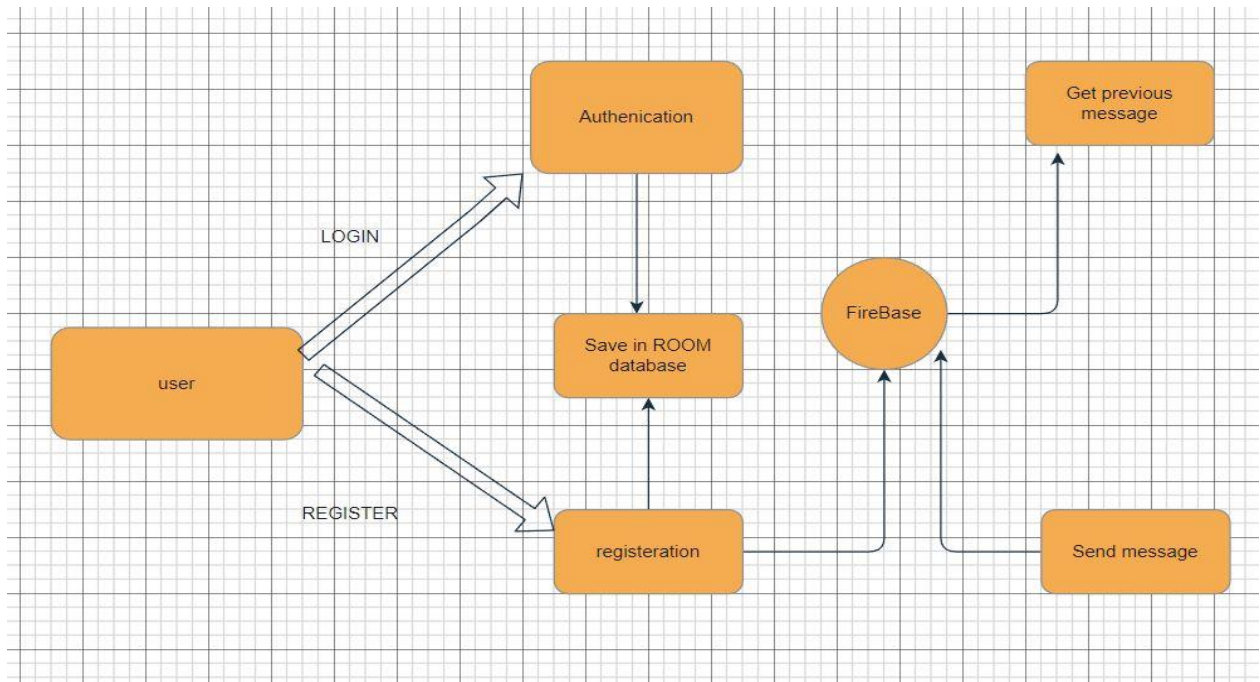 Authenication
Get previous
message
LOGIN
FireBase
Save in ROOM
database
user
REGISTER
registeration
Send message